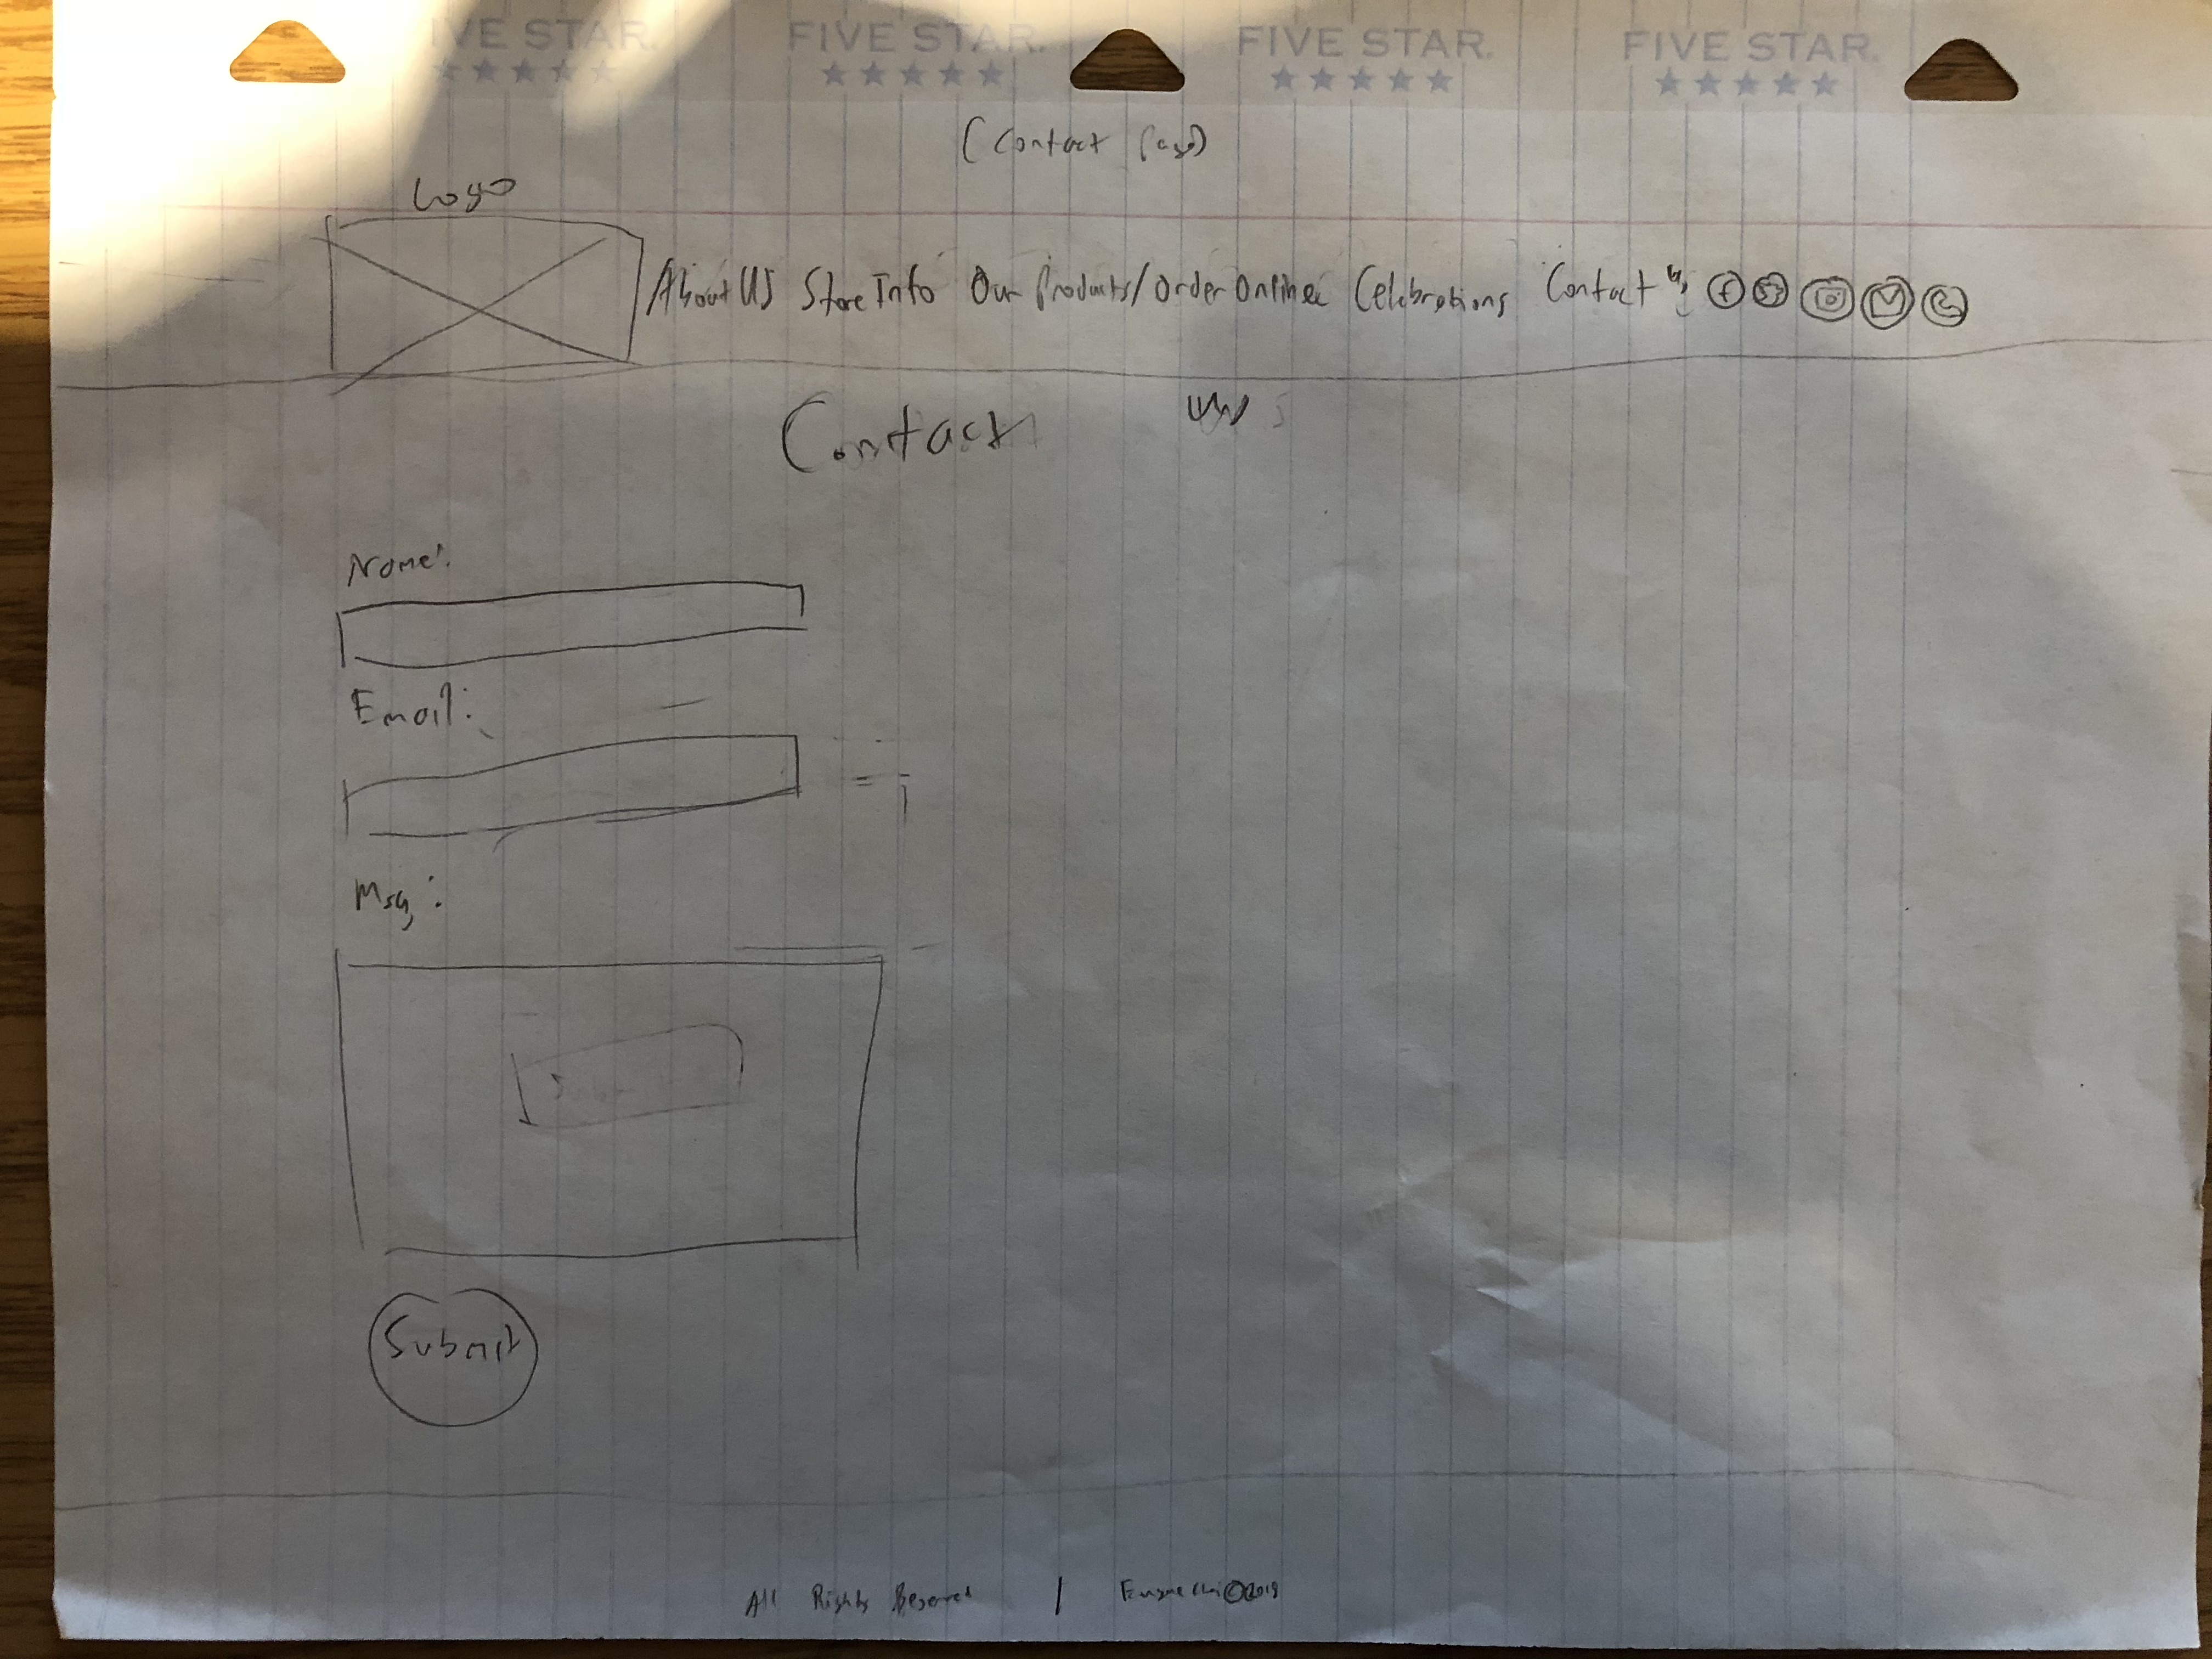 FIVE STAR. FIVE STAR. FIVE STAR. FIVE STAR.
(Contact Page)
Logo
About US Store Info Our Products/Order Online Celebrations Contact Us
Contact Us
Name:
Email:
Msg:
Submit
All Rights Reserved | ©2019